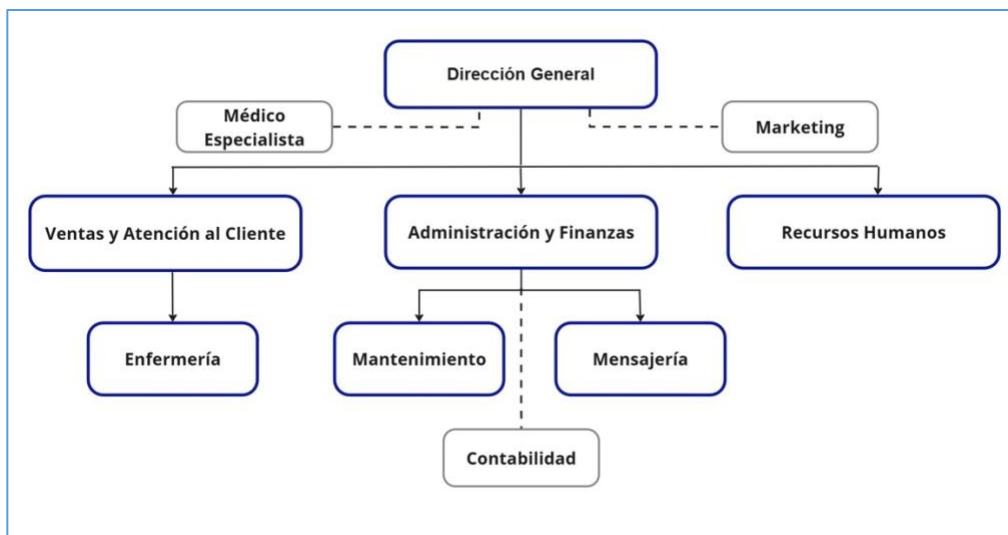 Dirección General
Médico
Especialista
Marketing
Ventas y Atención al Cliente
Administración y Finanzas
Recursos Humanos
Enfermería
Mantenimiento
Mensajería
Contabilidad